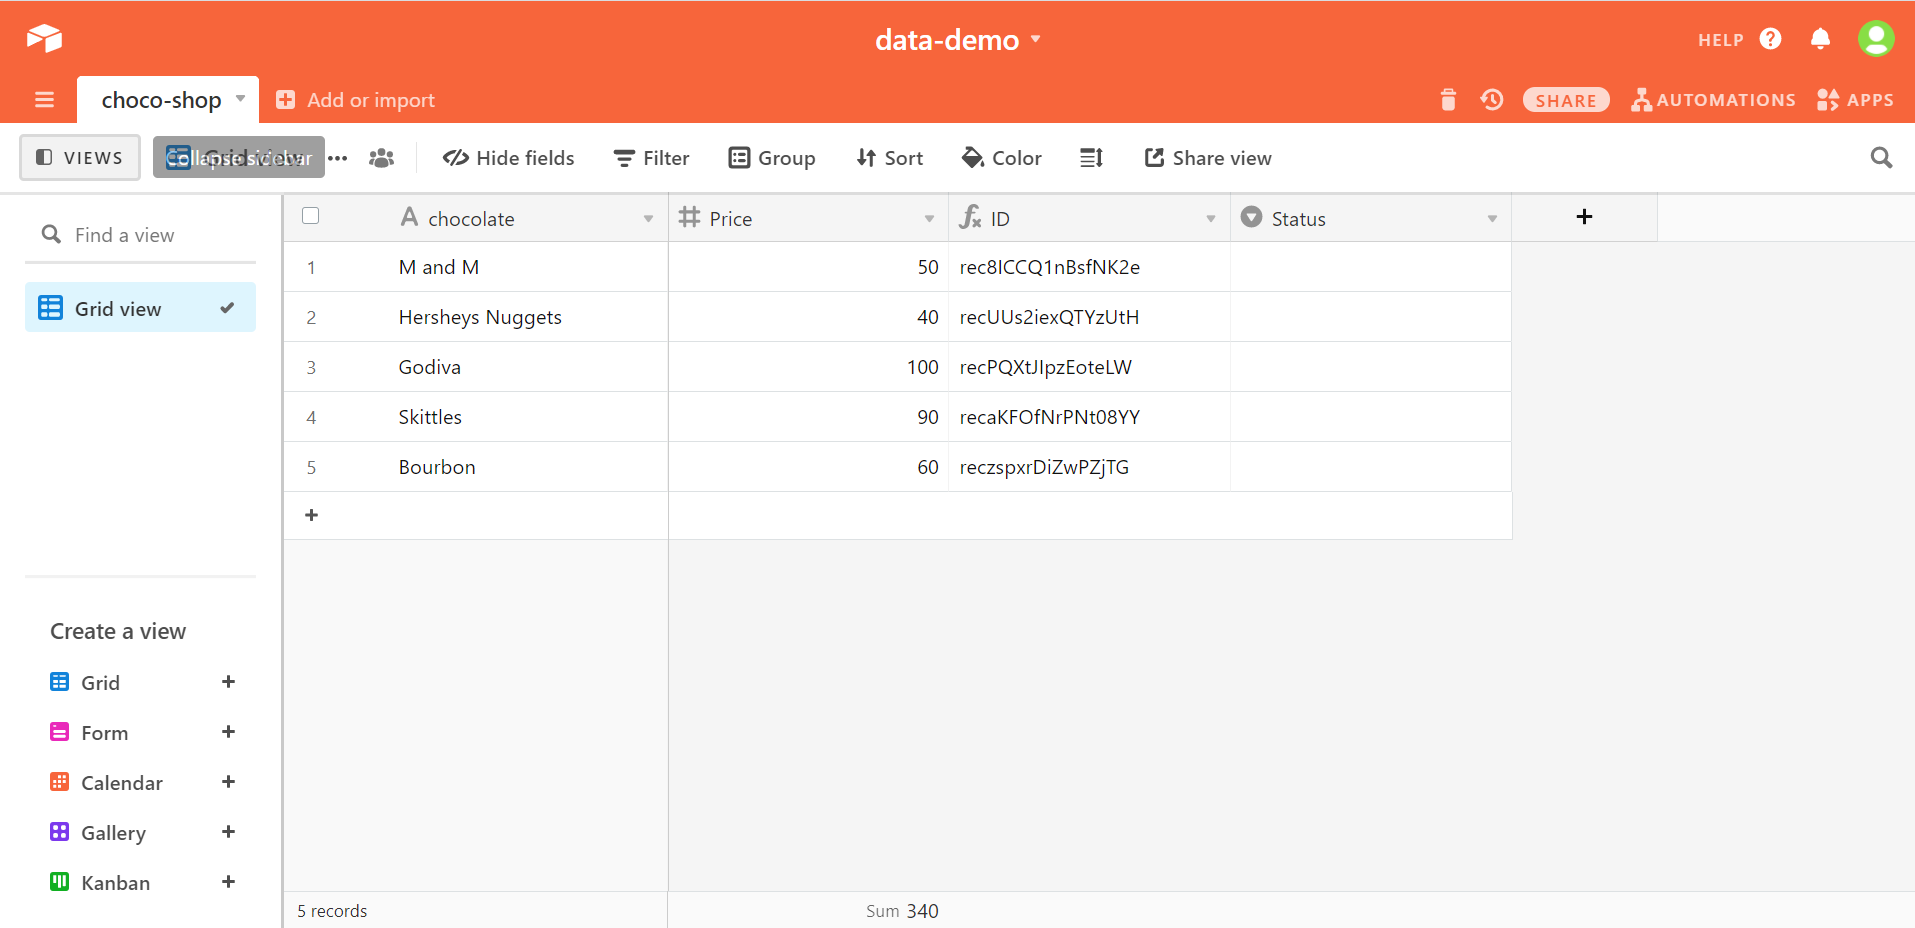 data-demo
HELP
choco-shop
Add or import
SHARE
AUTOMATIONS
APPS
VIEWS
Collapse sidebar
Hide fields
Filter
Group
Sort
Color
Share view
Find a view
chocolate
Price
ID
Status
Grid view
1 M and M 50 rec8ICCQ1nBsfNK2e
2 Hersheys Nuggets 40 recUUs2iexQTYzUtH
3 Godiva 100 recPQXtJIpzEoteLW
4 Skittles 90 recaKFOfNrPNt08YY
5 Bourbon 60 reczspxrDiZwPZjTG
Create a view
Grid
Form
Calendar
Gallery
Kanban
5 records
Sum 340